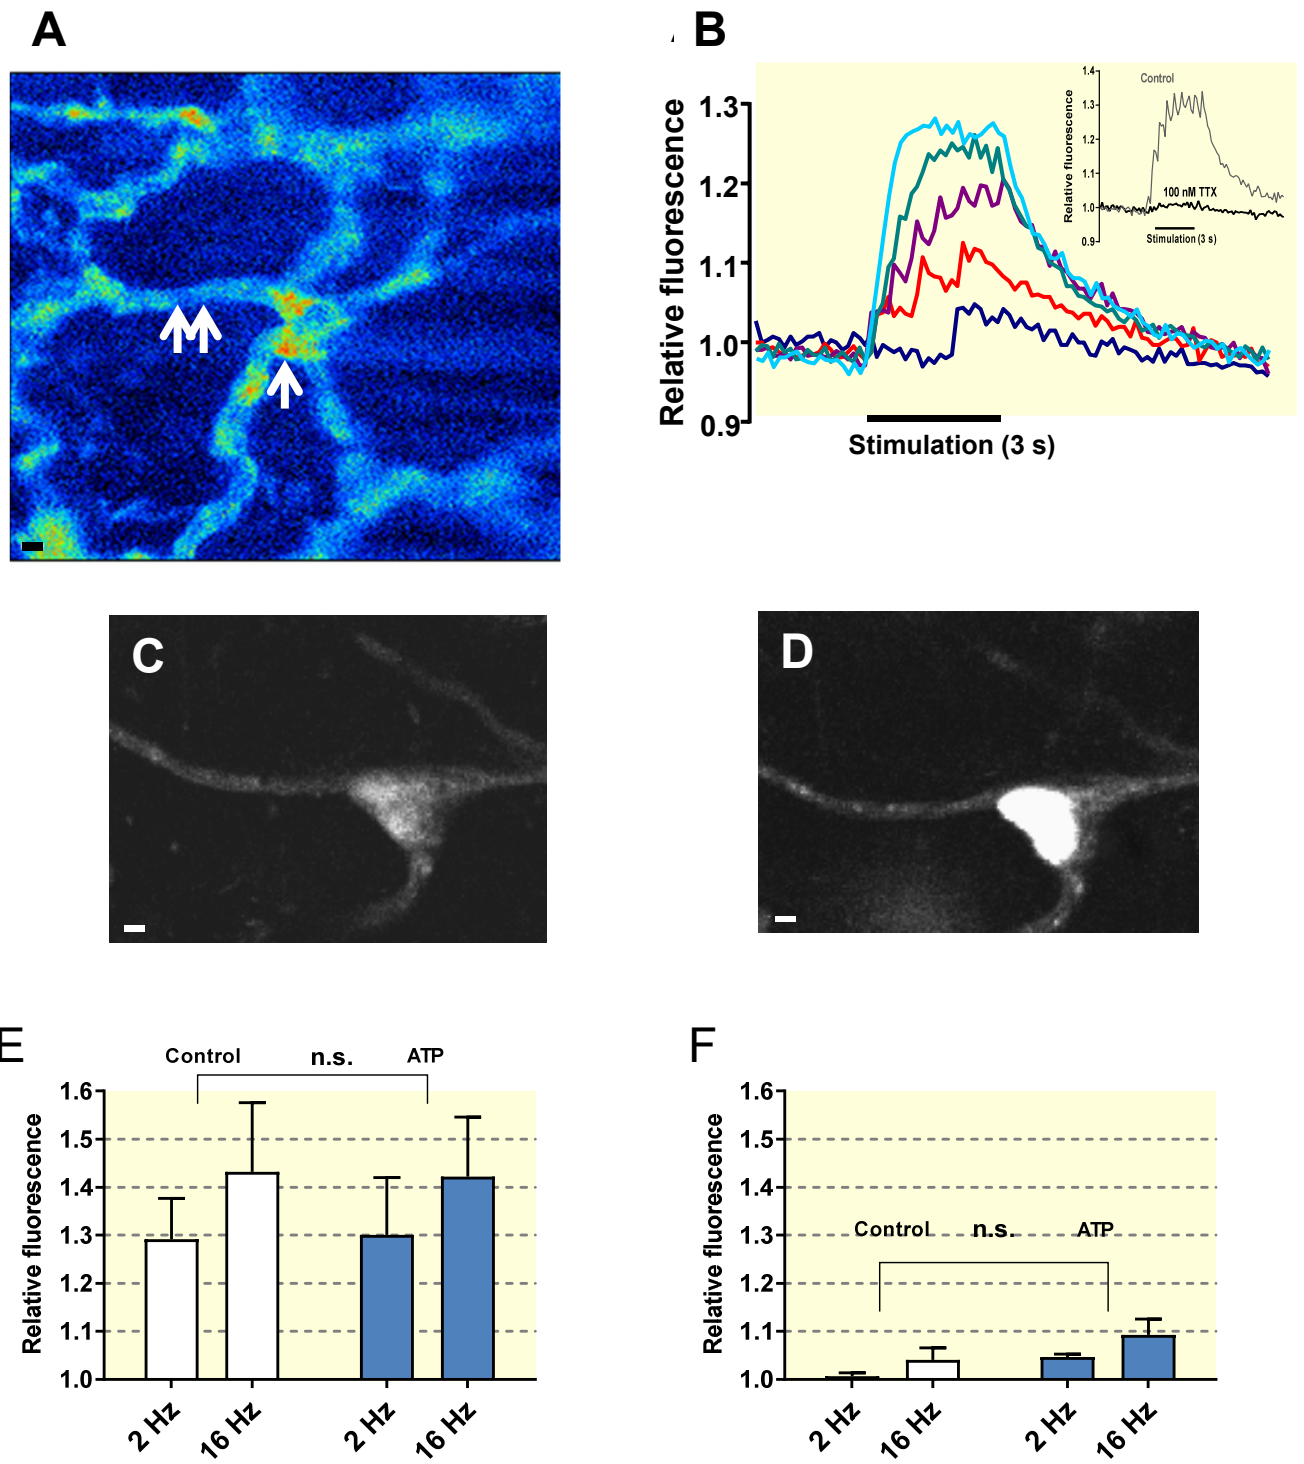 A
B
1.3
1.2
1.1
1.0
0.9
Relative fluorescence
Stimulation (3 s)
1.4
1.3
1.2
1.1
1.0
0.9
Relative fluorescence
Control
100 nM TTX
Stimulation (3 s)
C
D
E
Control n.s. ATP
1.6
1.5
1.4
1.3
1.2
1.1
1.0
Relative fluorescence
2 Hz 16 Hz 2 Hz 16 Hz
F
1.6
1.5
1.4
1.3
1.2
1.1
1.0
Relative fluorescence
Control n.s. ATP
2 Hz 16 Hz 2 Hz 16 Hz